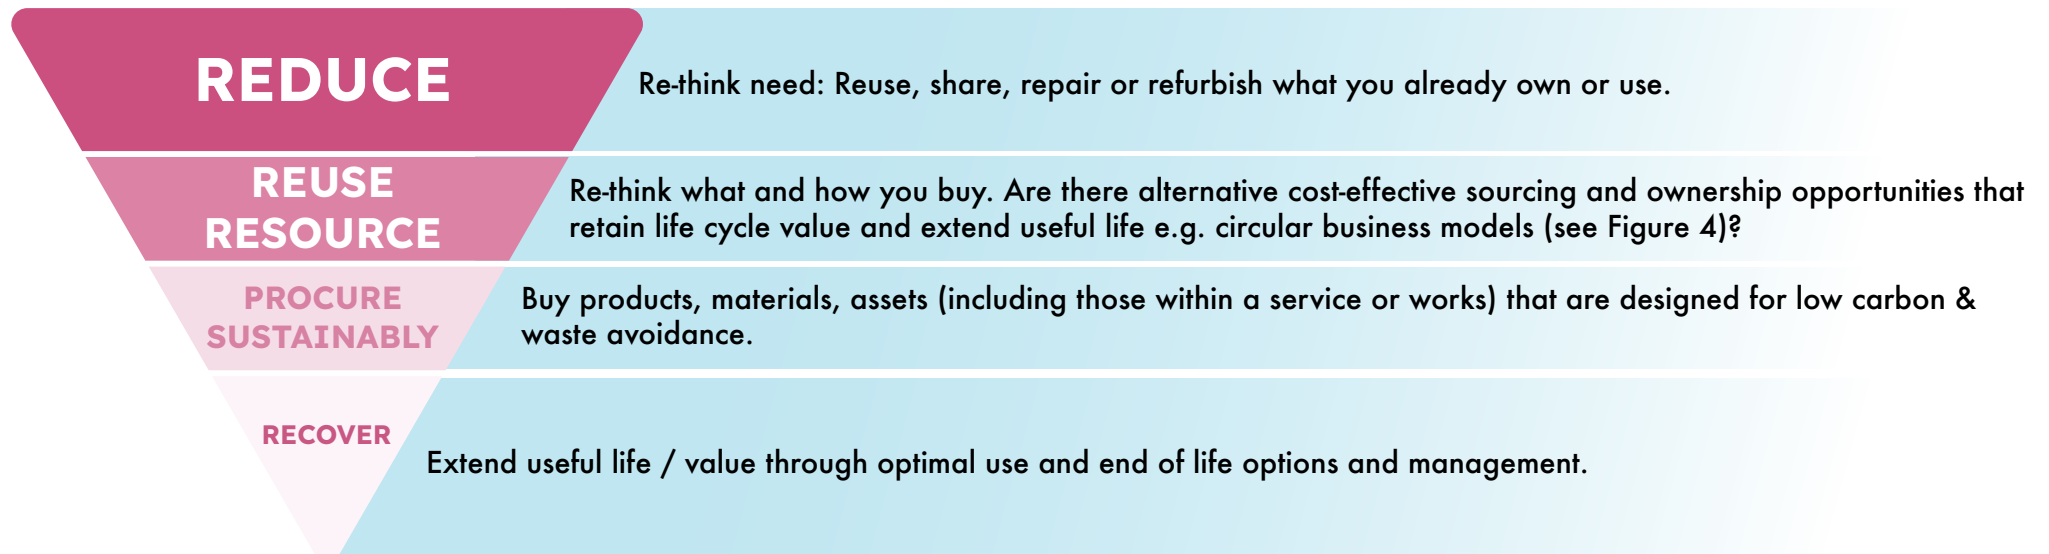 REDUCE
Re-think need: Reuse, share, repair or refurbish what you already own or use.
REUSE
RESOURCE
Re-think what and how you buy. Are there alternative cost-effective sourcing and ownership opportunities that
retain life cycle value and extend useful life e.g. circular business models (see Figure 4)?
PROCURE
SUSTAINABLY
Buy products, materials, assets (including those within a service or works) that are designed for low carbon &
waste avoidance.
RECOVER
Extend useful life / value through optimal use and end of life options and management.